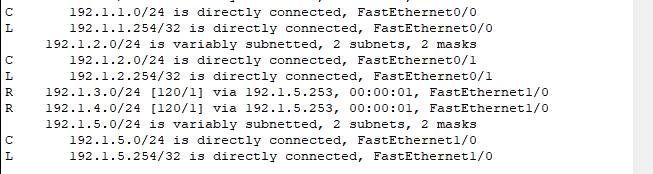 C 192.1.1.0/24 is directly connected, FastEthernet0/0
L 192.1.1.254/32 is directly connected, FastEthernet0/0
192.1.2.0/24 is variably subnetted, 2 subnets, 2 masks
C 192.1.2.0/24 is directly connected, FastEthernet0/1
L 192.1.2.254/32 is directly connected, FastEthernet0/1
R 192.1.3.0/24 [120/1] via 192.1.5.253, 00:00:01, FastEthernet1/0
R 192.1.4.0/24 [120/1] via 192.1.5.253, 00:00:01, FastEthernet1/0
192.1.5.0/24 is variably subnetted, 2 subnets, 2 masks
C 192.1.5.0/24 is directly connected, FastEthernet1/0
L 192.1.5.254/32 is directly connected, FastEthernet1/0